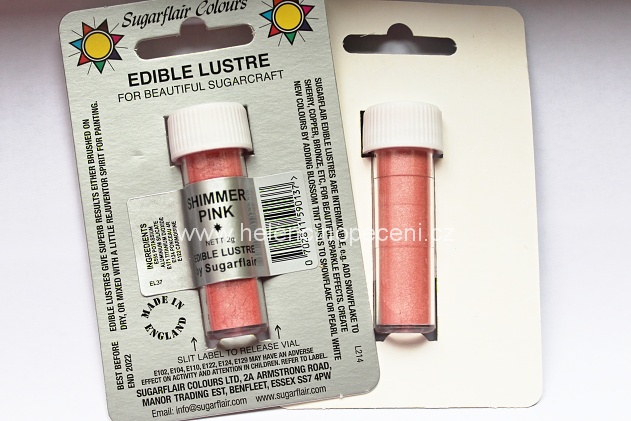 Sugarflair Colours
EDIBLE LUSTRE
FOR BEAUTIFUL SUGARCRAFT
EDIBLE LUSTRES GIVE SUPERB RESULTS EITHER BRUSHED ON
DRY, OR MIXED WITH A LITTLE REJUVENTOR SPIRIT FOR PAINTING.
SUGARFLAIR EDIBLE LUSTRES ARE INTERMIXABLE, e.g. ADD SNOWFLAKE TO
SHERRY, COPPER, BRONZE, ETC, FOR BEAUTIFUL SPARKLE EFFECTS. CREATE
NEW COLOURS BY ADDING BLOSSOM TINT DUSTS TO SNOWFLAKE OR PEARL WHITE
INGREDIENTS
EL37
SHIMMER
PINK
NETT 2g
EDIBLE LUSTRE
by Sugarflair
MADE IN
ENGLAND
BEST BEFORE
END 2022
SLIT LABEL TO RELEASE VIAL
E102, E104, E110, E122, E124, E129 MAY HAVE AN ADVERSE
EFFECT ON ACTIVITY AND ATTENTION IN CHILDREN. REFER TO LABEL.
SUGARFLAIR COLOURS LTD, 2A ARMSTRONG ROAD,
MANOR TRADING EST, BENFLEET, ESSEX SS7 4PW
Email: info@sugarflair.com
L214